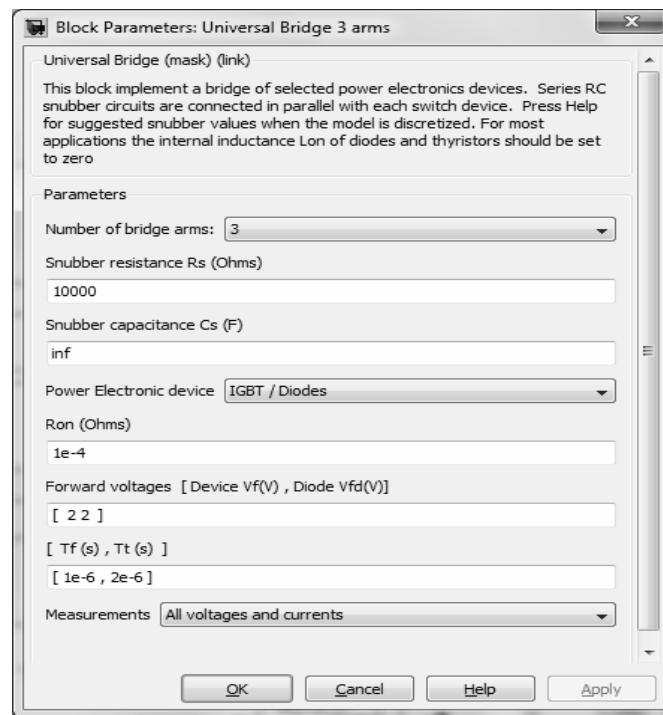 Block Parameters: Universal Bridge 3 arms
Universal Bridge (mask) (link)
This block implement a bridge of selected power electronics devices. Series RC
snubber circuits are connected in parallel with each switch device. Press Help
for suggested snubber values when the model is discretized. For most
applications the internal inductance Lon of diodes and thyristors should be set
to zero
Parameters
Number of bridge arms: 3
Snubber resistance Rs (Ohms)
10000
Snubber capacitance Cs (F)
inf
Power Electronic device IGBT / Diodes
Ron (Ohms)
1e-4
Forward voltages [ Device Vf(V) , Diode Vfd(V)]
[ 2 2 ]
[ Tf (s) , Tt (s) ]
[ 1e-6 , 2e-6 ]
Measurements All voltages and currents
OK Cancel Help Apply